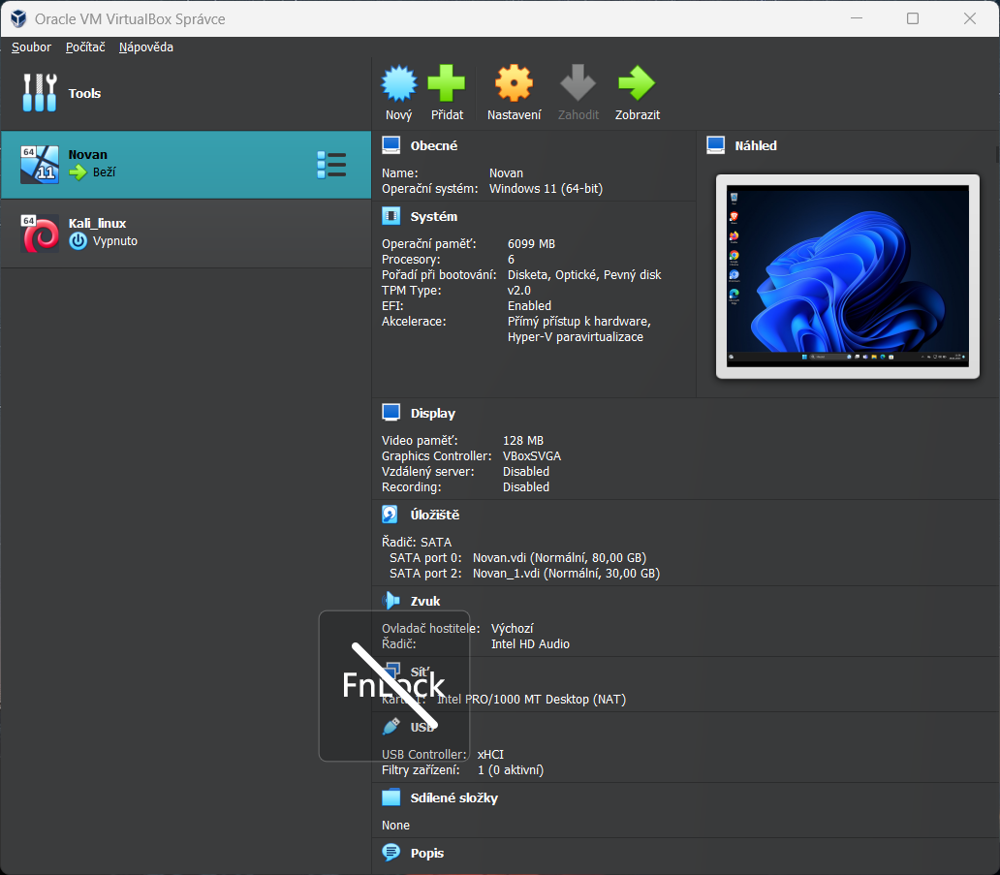 Oracle VM VirtualBox Správce
Soubor Počítač Nápověda
Tools
Novan
Beží
64
11
Kali_linux
Vypnuto
64
Nový Přidat Nastavení Zahodit Zobrazit
Obecné
Name: Novan
Operační systém: Windows 11 (64-bit)
Systém
Operační paměť: 6099 MB
Procesory: 6
Pořadí při bootování: Disketa, Optické, Pevný disk
TPM Type: v2.0
EFI: Enabled
Akcelerace: Přímý přístup k hardware,
Hyper-V paravirtualizace
Náhled
Display
Video paměť: 128 MB
Graphics Controller: VBoxSVGA
Vzdálený server: Disabled
Recording: Disabled
Úložiště
Řadič: SATA
SATA port 0: Novan.vdi (Normální, 80,00 GB)
SATA port 2: Novan_1.vdi (Normální, 30,00 GB)
Zvuk
Ovladač hostitele: Výchozí
Řadič: Intel HD Audio
Síť
FnLock
Karta 1: Intel PRO/1000 MT Desktop (NAT)
USB
USB Controller: xHCI
Filtry zařízení: 1 (0 aktivní)
Sdílené složky
None
Popis